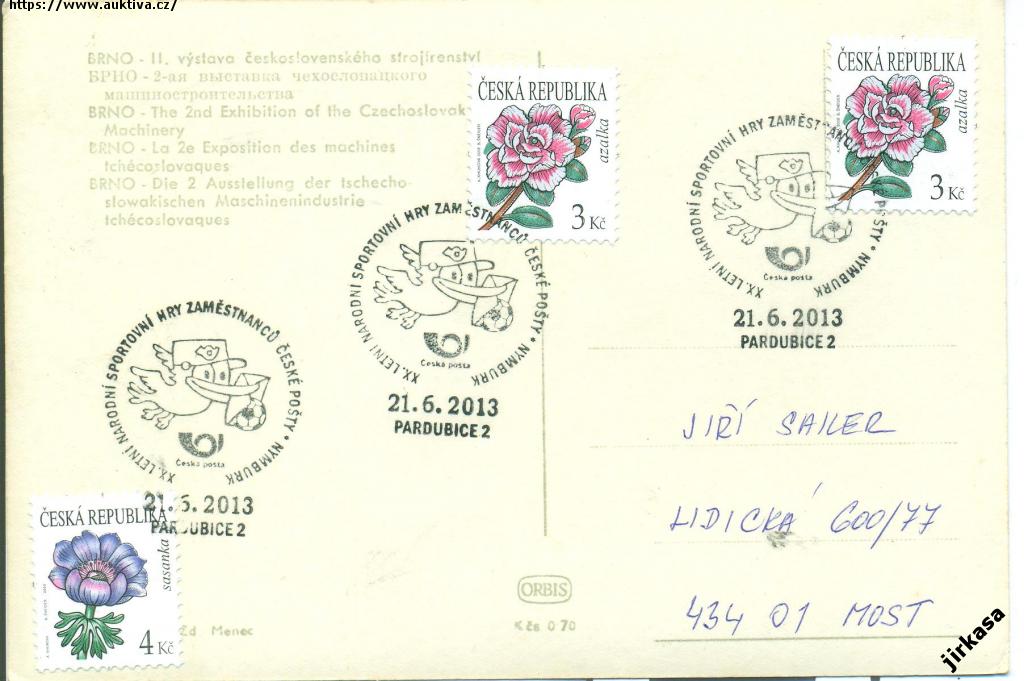 https://www.auktiva.cz/
BRNO - II. výstava československého strojírenství
БРНО - 2-ая выставка чехословацкого
машиностроительства
BRNO - The 2nd Exhibition of the Czechoslovak
Machinery
BRNO - La 2e Exposition des machines
tchécoslovaques
BRNO - Die 2 Ausstellung der tschecho-
slowakischen Maschinenindustrie
tchécoslovaques
ČESKÁ REPUBLIKA
azalka
3 Kč
ČESKÁ REPUBLIKA
azalka
3 Kč
XX. LETNÍ NARODNÍ SPORTOVNÍ HRY ZAMĚSTNANCŮ ČESKÉ POŠTY * NYMBURK
Česká pošta
21.6.2013
PARDUBICE 2
XX. LETNÍ NARODNÍ SPORTOVNÍ HRY ZAMĚSTNANCŮ ČESKÉ POŠTY * NYMBURK
Česká pošta
21.6.2013
PARDUBICE 2
XX. LETNÍ NARODNÍ SPORTOVNÍ HRY ZAMĚSTNANCŮ ČESKÉ POŠTY * NYMBURK
Česká pošta
21.6.2013
PARDUBICE 2
ČESKÁ REPUBLIKA
sasanka
4 Kč
JIŘÍ SAILER
LIDICKÁ 600/77
434 01 MOST
ORBIS
Kčs 0 70
Ed Menec
jirkasa